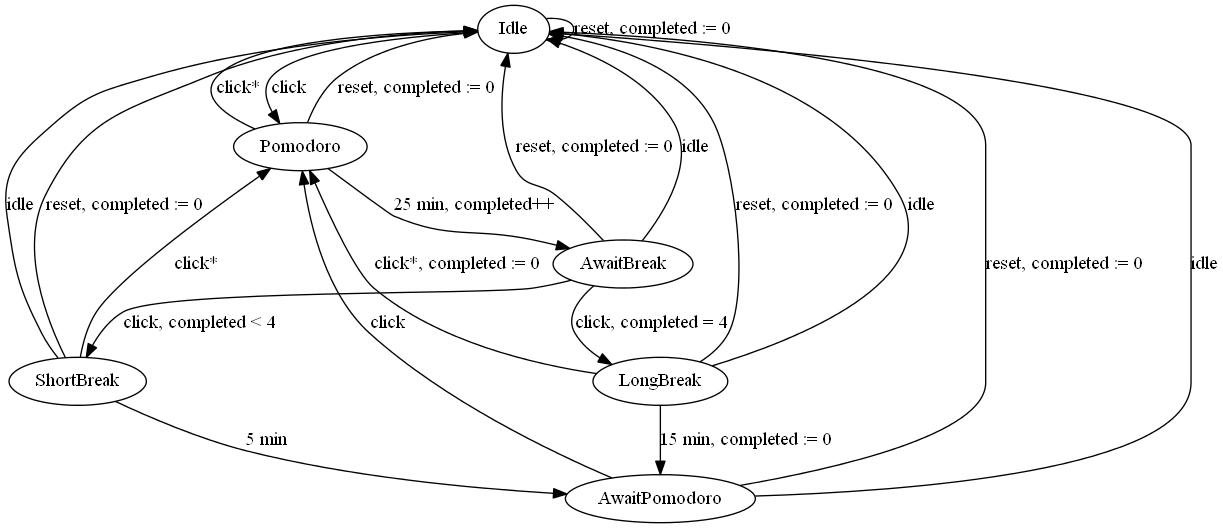 Idle
reset, completed := 0
click*
click
reset, completed := 0
Pomodoro
reset, completed := 0
idle
idle
reset, completed := 0
25 min, completed++
reset, completed := 0
idle
click*
click*, completed := 0
AwaitBreak
reset, completed := 0
idle
click, completed < 4
click
click, completed = 4
ShortBreak
LongBreak
5 min
15 min, completed := 0
AwaitPomodoro